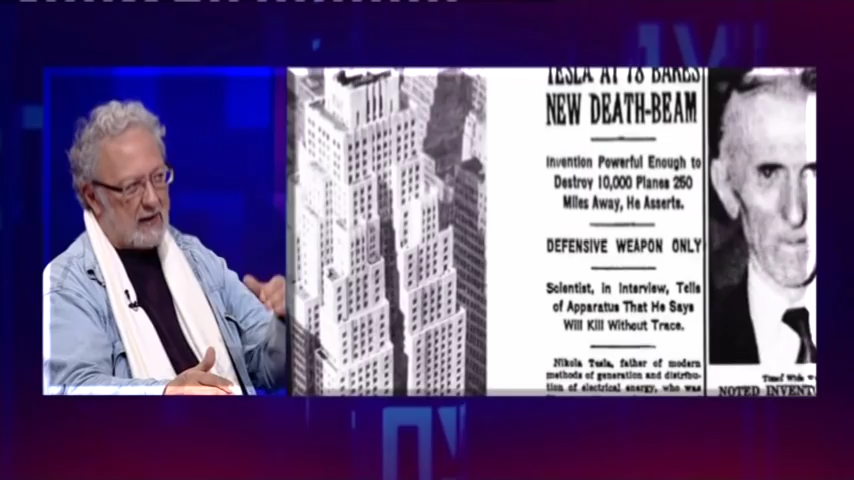 TESLA AT 78 BARES
NEW DEATH-BEAM
Invention Powerful Enough to
Destroy 10,000 Planes 250
Miles Away, He Asserts.
DEFENSIVE WEAPON ONLY
Scientist, in Interview, Tells
of Apparatus That He Says
Will Kill Without Trace.
Nikola Tesla, father of modern
methods of generation and distribu-
tion of electrical energy, who was
NOTED INVENT